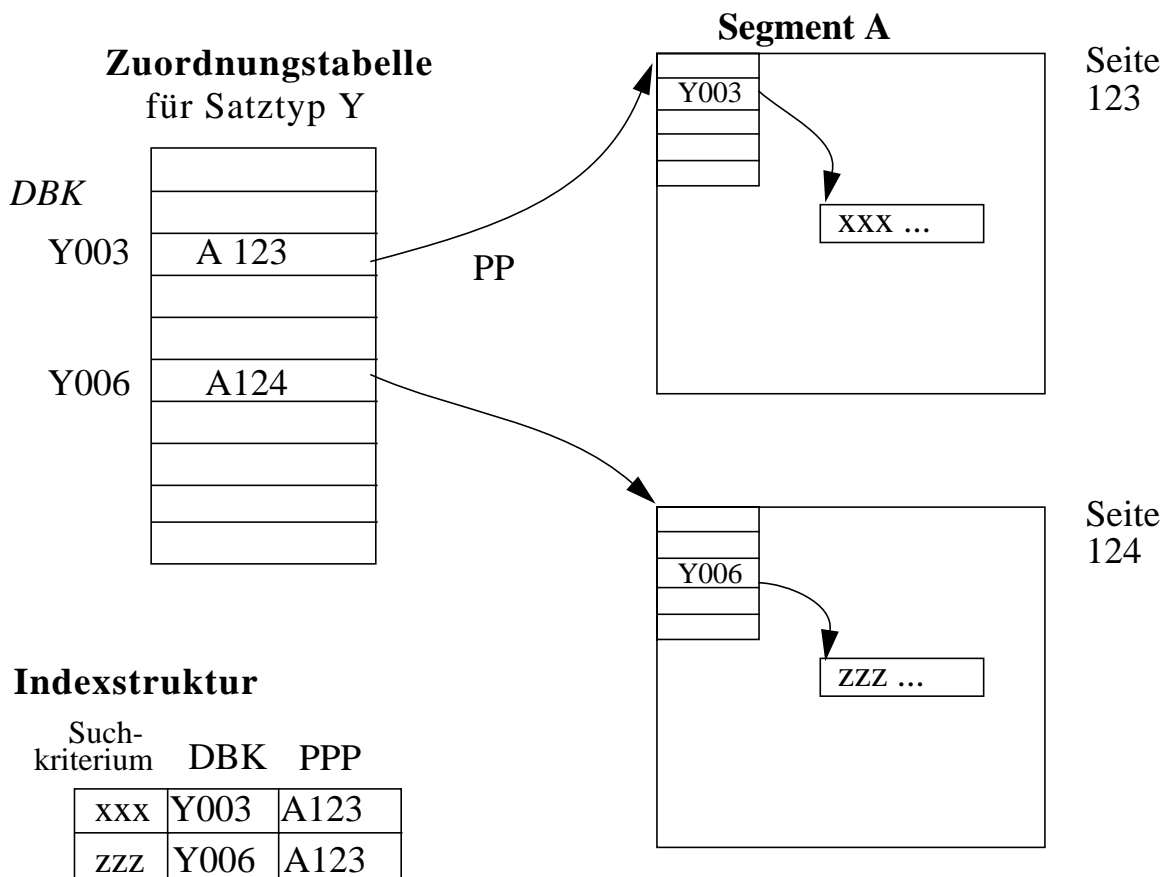 Segment A
Zuordnungstabelle
für Satztyp Y
Seite
123
Y003
DBK
xxx ...
Y003 A 123
PP
Y006 A124
Seite
124
Y006
zzz ...
Indexstruktur
Such-
kriterium DBK PPP
xxx Y003 A123
zzz Y006 A123